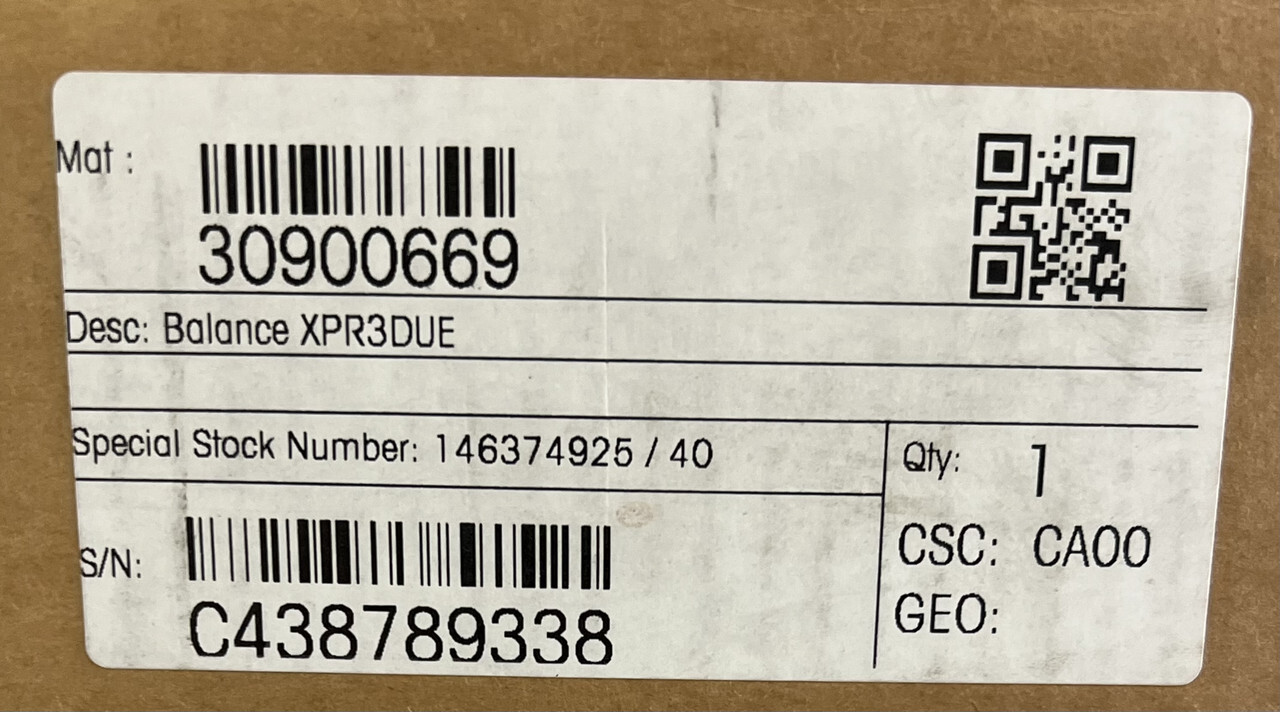 Mat :
30900669
Desc: Balance XPR3DUE
Special Stock Number: 146374925 / 40
Qty: 1
S/N:
C438789338
CSC: CA00
GEO: